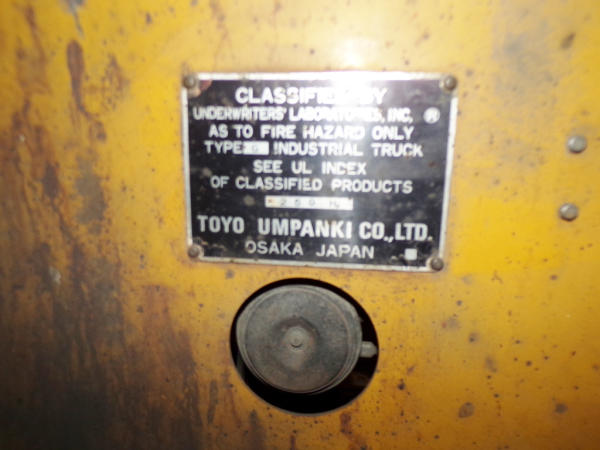 CLASSIFIED BY
UNDERWRITERS' LABORATORIES, INC. ®
AS TO FIRE HAZARD ONLY
TYPE G INDUSTRIAL TRUCK
SEE UL INDEX
OF CLASSIFIED PRODUCTS
TOYO UMPANKI CO.,LTD.
OSAKA JAPAN